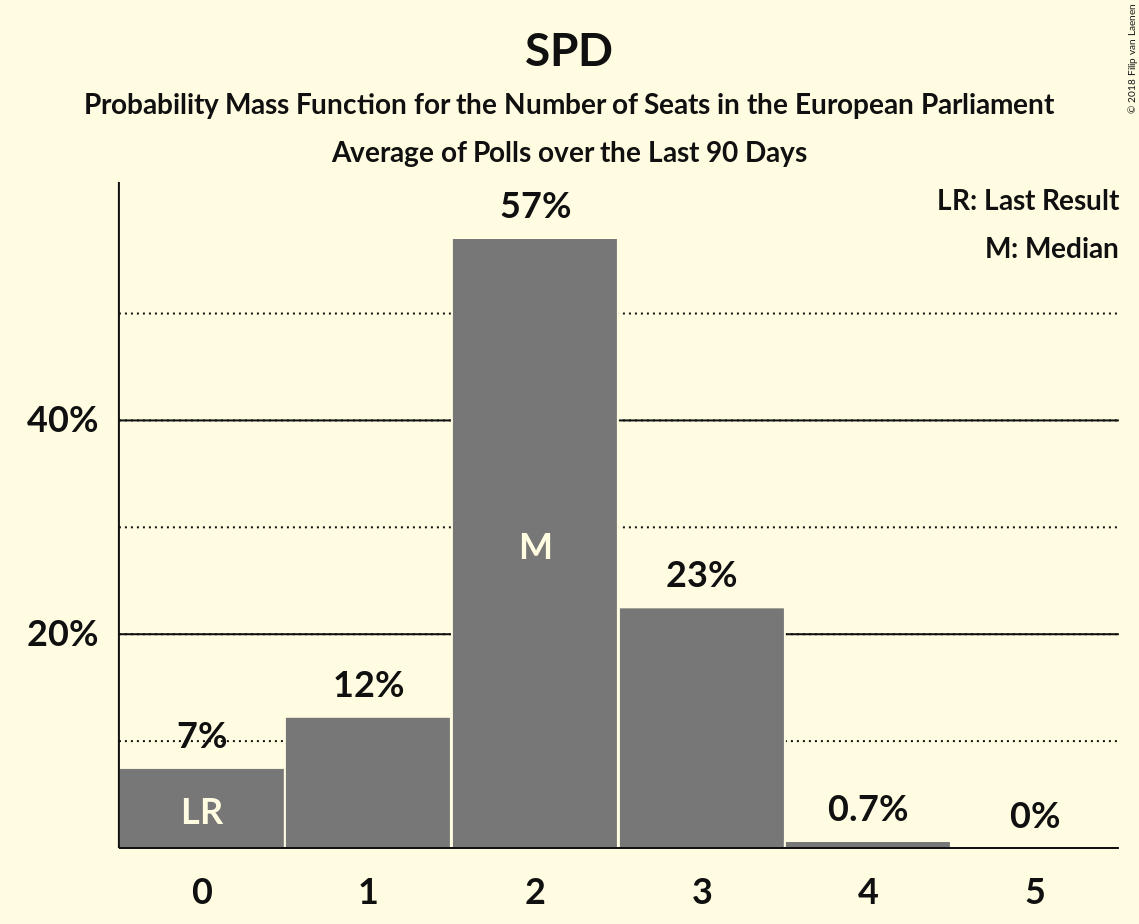 SPD
Probability Mass Function for the Number of Seats in the European Parliament
Average of Polls over the Last 90 Days
© 2018 Filip van Laenen
LR: Last Result
M: Median
57%
40%
M
23%
20%
12%
7%
LR
0.7%
0%
0 1 2 3 4 5